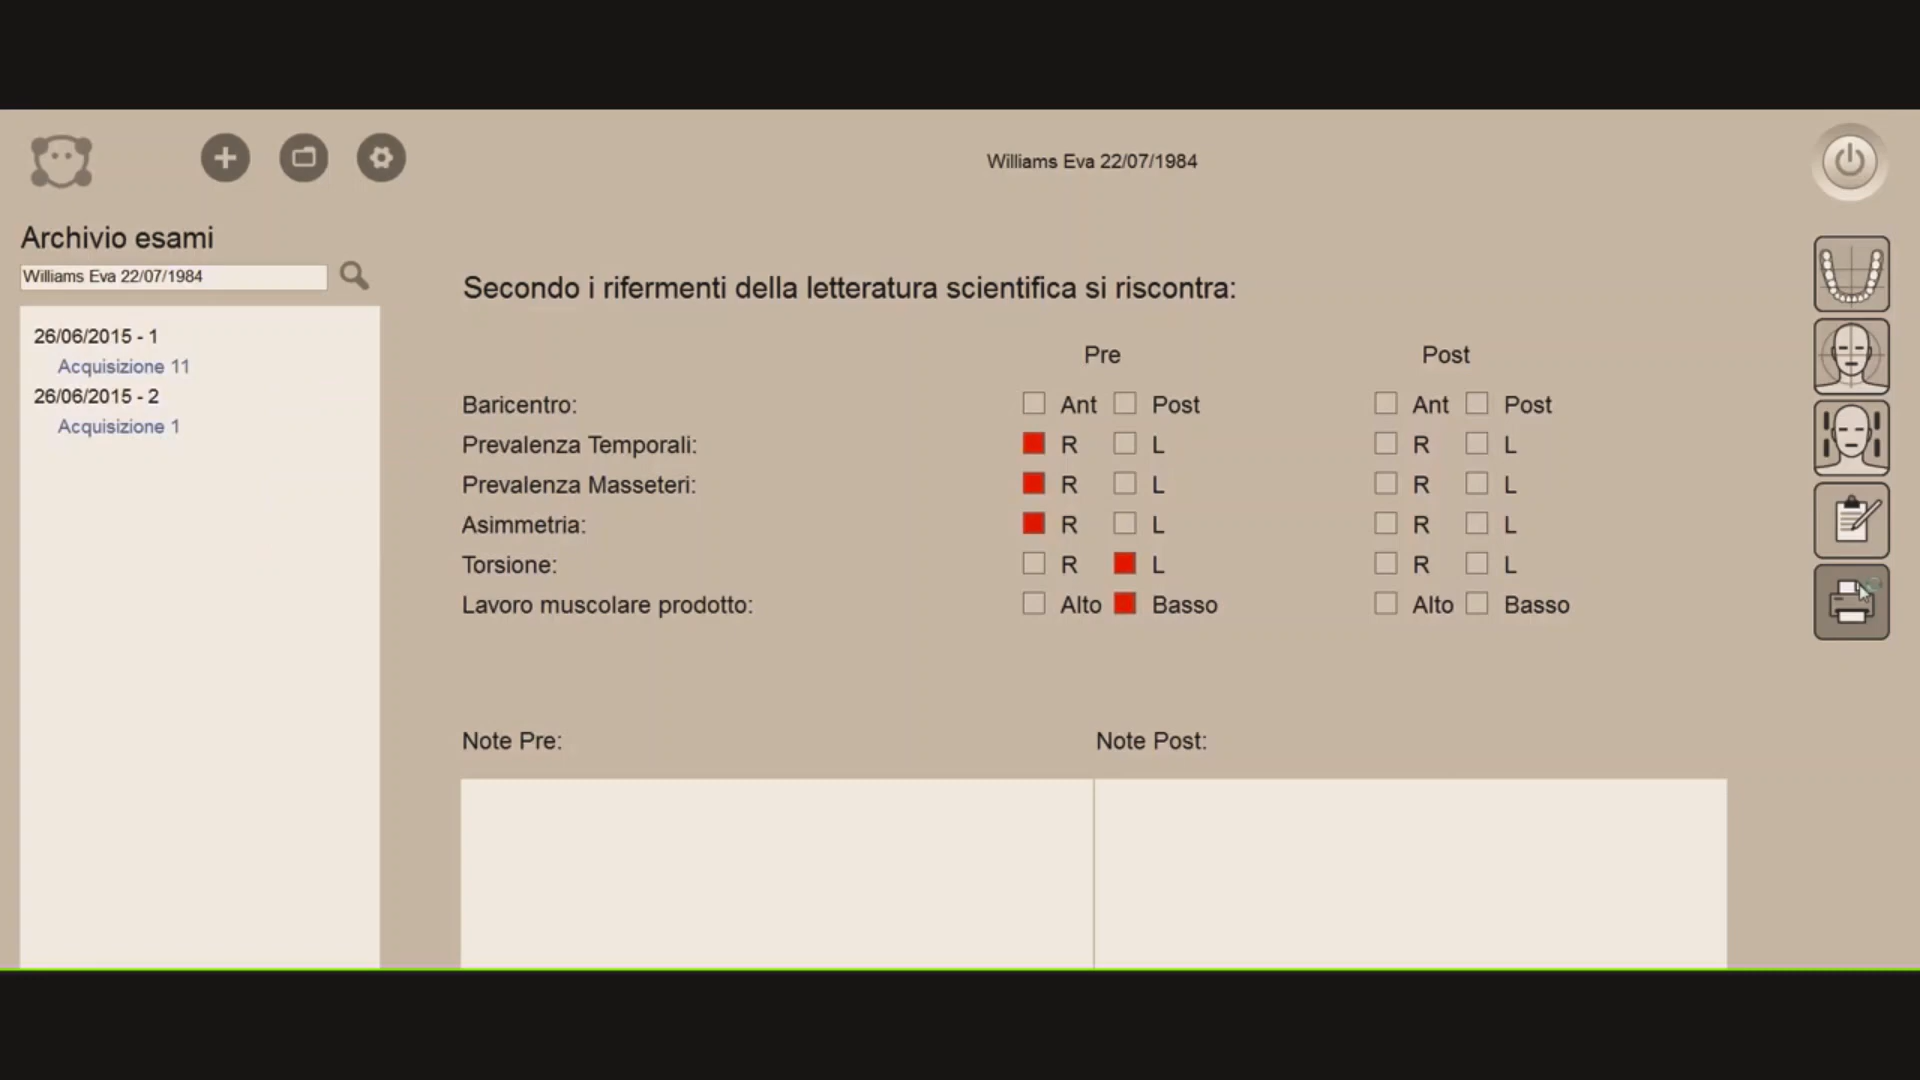 Williams Eva 22/07/1984
Archivio esami
Williams Eva 22/07/1984
26/06/2015 - 1
Acquisizione 11
26/06/2015 - 2
Acquisizione 1
Secondo i rifermenti della letteratura scientifica si riscontra:
Pre Post
Baricentro: Ant Post Ant Post
Prevalenza Temporali: R L R L
Prevalenza Masseteri: R L R L
Asimmetria: R L R L
Torsione: R L R L
Lavoro muscolare prodotto: Alto Basso Alto Basso
Note Pre: Note Post: